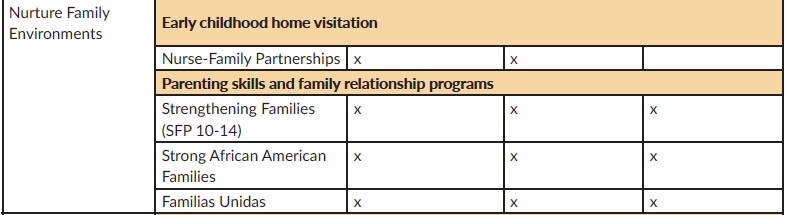 Nurture Family
Environments
Early childhood home visitation
Nurse-Family Partnerships x x
Parenting skills and family relationship programs
Strengthening Families
(SFP 10-14) x x x
Strong African American
Families x x x
Familias Unidas x x x